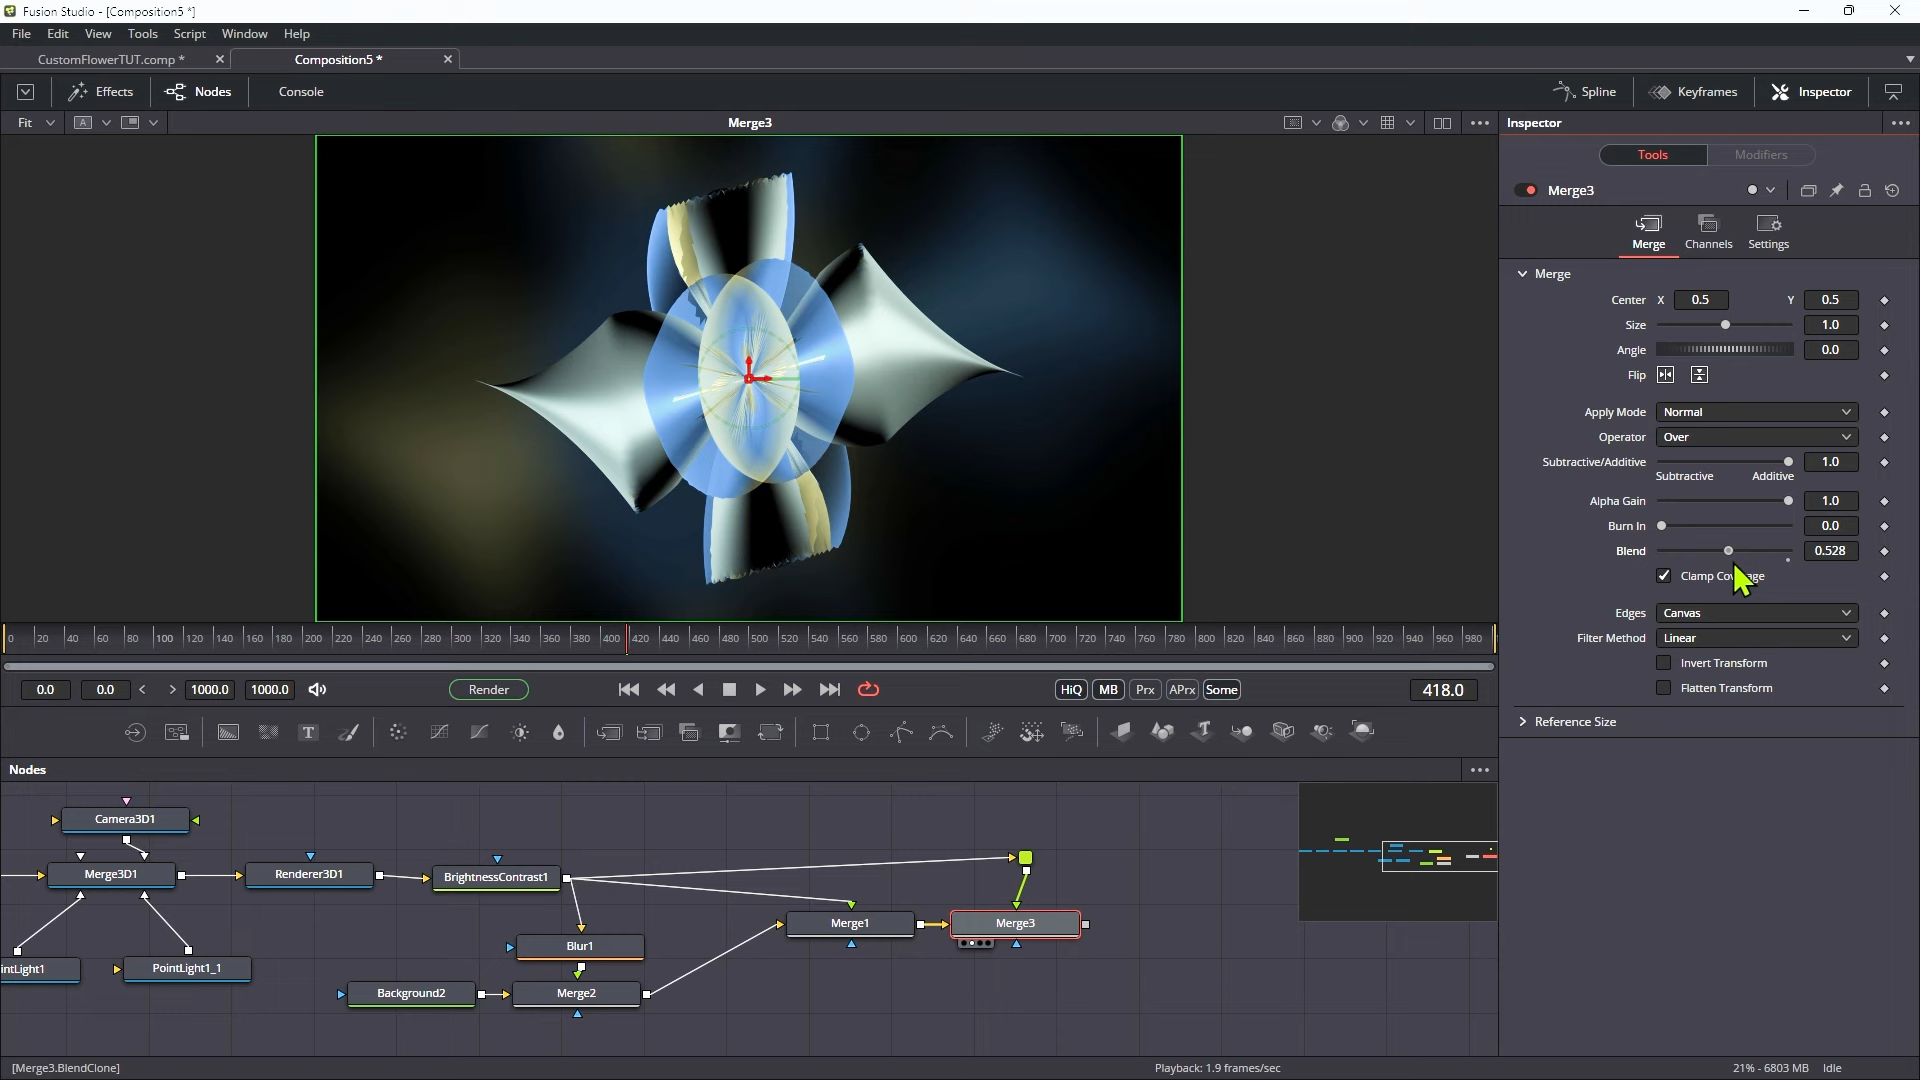 Fusion Studio - [Composition5 *]
File Edit View Tools Script Window Help
CustomFlowerTUT.comp * Composition5 *
Effects Nodes Console Spline Keyframes Inspector
Fit A Merge3 Inspector
Tools Modifiers
Merge3
Merge Channels Settings
Merge
Center X 0.5 Y 0.5
Size 1.0
Angle 0.0
Flip
Apply Mode Normal
Operator Over
Subtractive/Additive 1.0
Subtractive Additive
Alpha Gain 1.0
Burn In 0.0
Blend 0.528
Clamp
Edges Canvas
Filter Method Linear
Invert Transform
Flatten Transform
Reference Size
0 20 40 60 80 100 120 140 160 180 200 220 240 260 280 300 320 340 360 380 400 420 440 460 480 500 520 540 560 580 600 620 640 660 680 700 720 740 760 780 800 820 840 860 880 900 920 940 960 980
0.0 0.0 < > 1000.0 1000.0 Render HiQ MB Prx APrx Some 418.0
T T
Nodes
Camera3D1
Merge3D1 Renderer3D1 BrightnessContrast1
Merge1 Merge3
Blur1
intLight1 PointLight1_1
Background2 Merge2
[Merge3.BlendClone] Playback: 1.9 frames/sec 21% - 6803 MB Idle